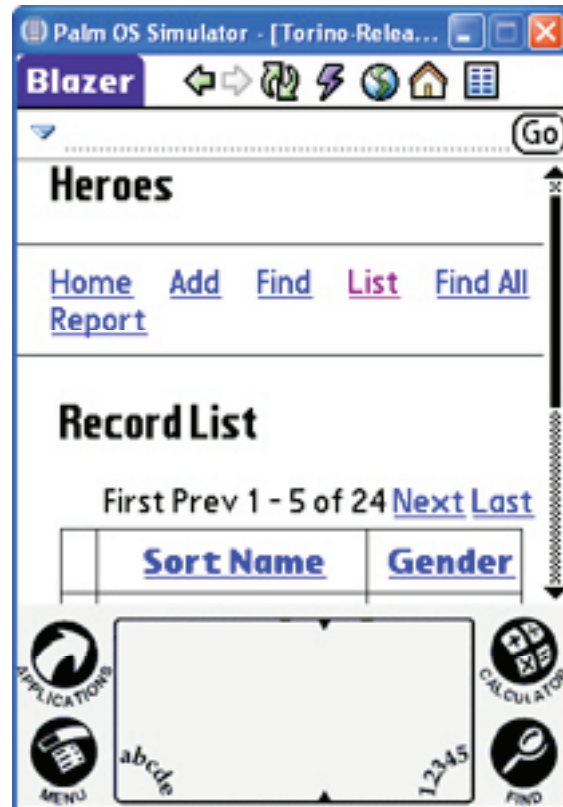 Palm OS Simulator - [Torino-Relea...
Blazer
Go
Heroes
Home Add Find List Find All
Report
Record List
First Prev 1 - 5 of 24 Next Last
Sort Name Gender
APPLICATIONS
CALCULATOR
MENU
abcde
12345
FIND